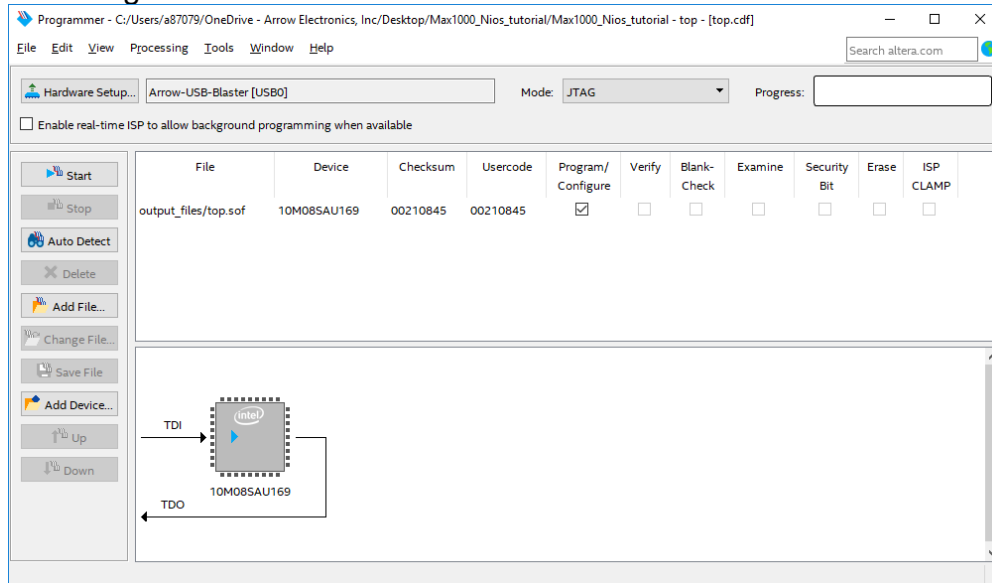 Programmer - C:/Users/a87079/OneDrive - Arrow Electronics, Inc/Desktop/Max1000_Nios_tutorial/Max1000_Nios_tutorial - top - [top.cdf]
File Edit View Processing Tools Window Help
Search altera.com
Hardware Setup... Arrow-USB-Blaster [USB0] Mode: JTAG Progress:
Enable real-time ISP to allow background programming when available
Start
Stop
Auto Detect
Delete
Add File...
Change File...
Save File
Add Device...
Up
Down
File Device Checksum Usercode Program/ Verify Blank- Examine Security Erase ISP
Configure Check Bit CLAMP
output_files/top.sof 10M08SAU169 00210845 00210845
intel
TDI
10M08SAU169
TDO